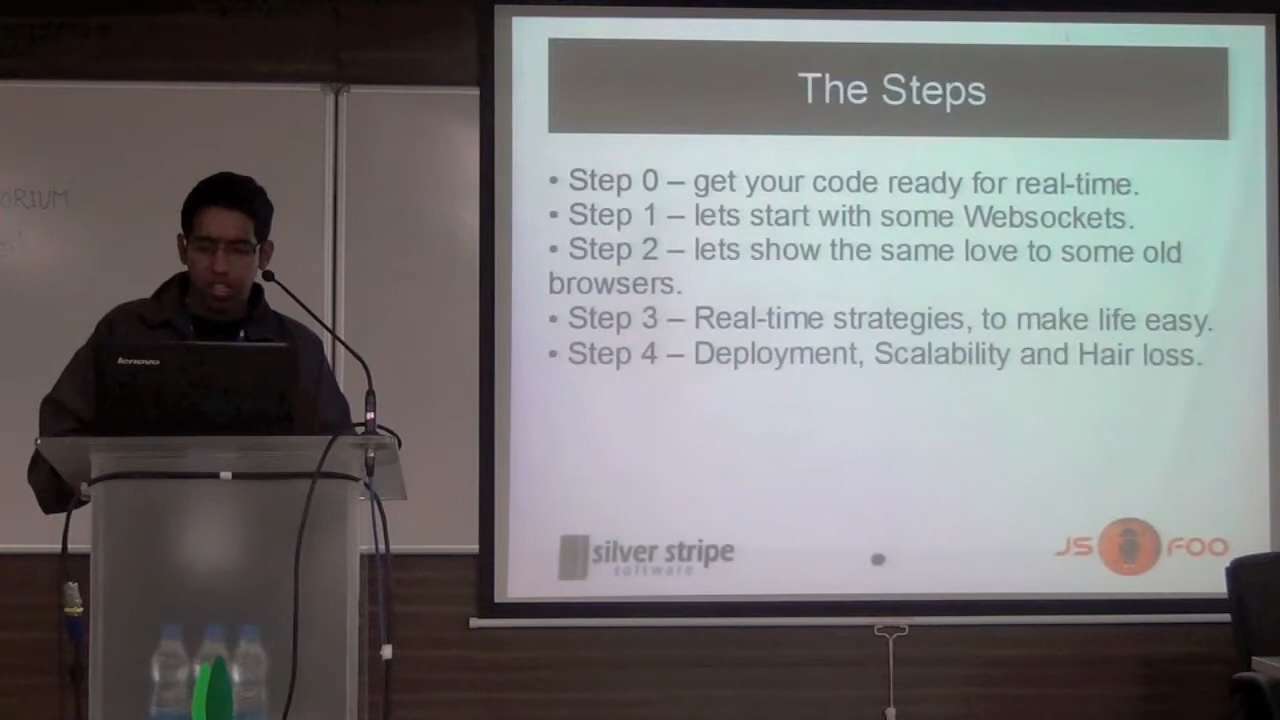 The Steps
• Step 0 – get your code ready for real-time.
• Step 1 – lets start with some Websockets.
• Step 2 – lets show the same love to some old
browsers.
• Step 3 – Real-time strategies, to make life easy.
• Step 4 – Deployment, Scalability and Hair loss.
silver stripe
software
JS FOO
lenovo